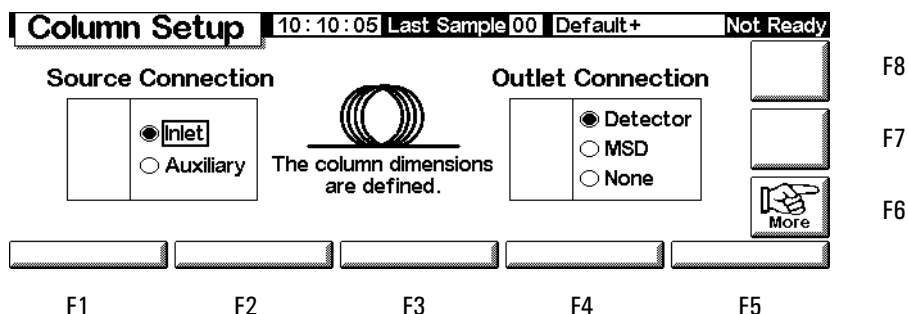 Column Setup 10:10:05 Last Sample 00 Default+ Not Ready
Source Connection
Outlet Connection
F8
Inlet
Auxiliary
The column dimensions
are defined.
Detector
MSD
None
F7
More
F6
F1 F2 F3 F4 F5